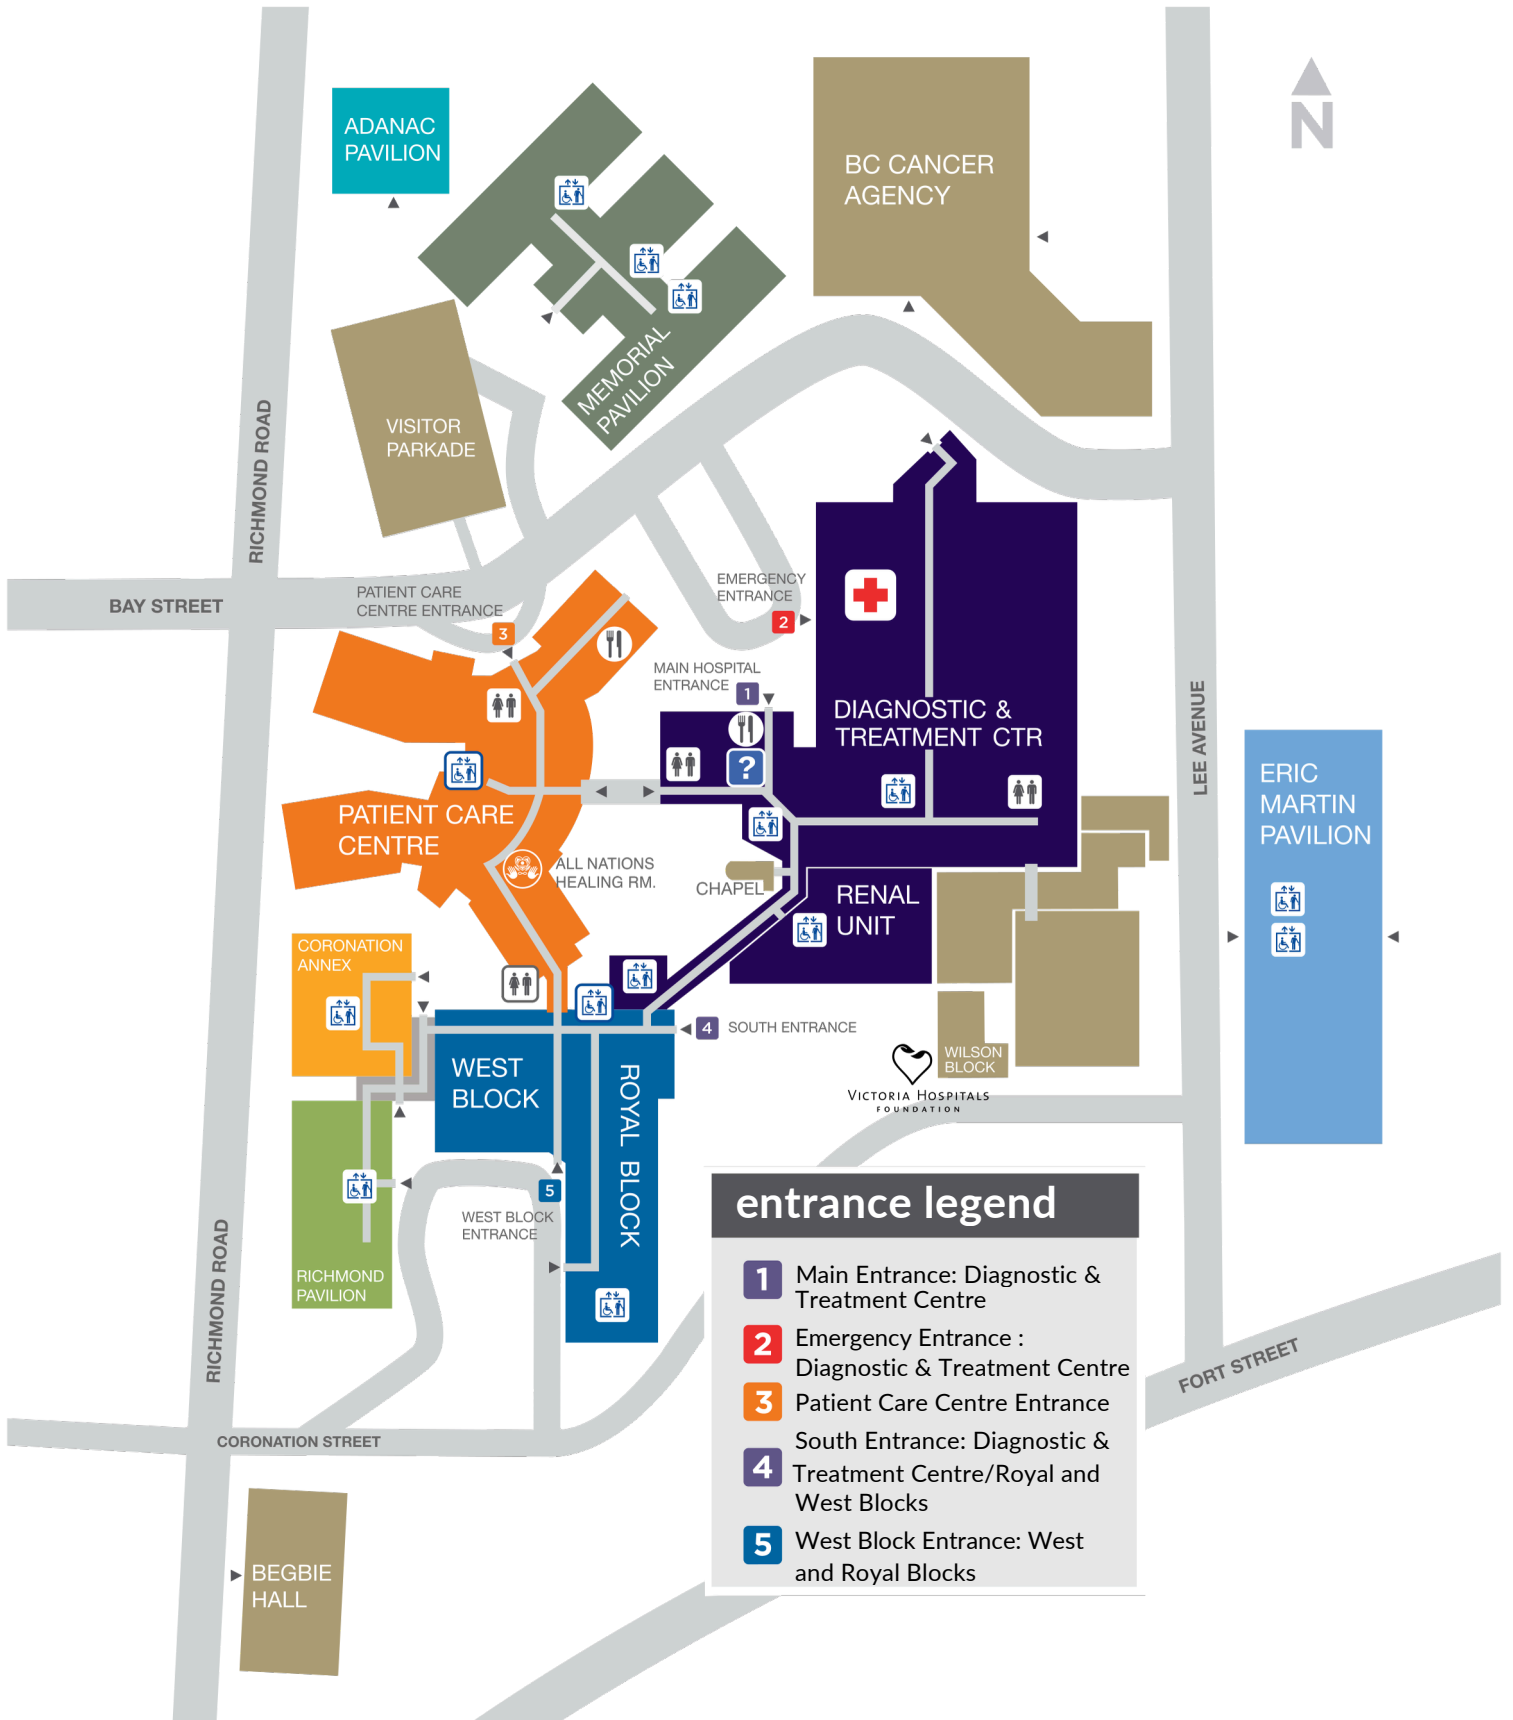 ADANAC
PAVILION
BC CANCER
AGENCY
N
MEMORIAL
PAVILION
VISITOR
PARKADE
RICHMOND ROAD
BAY STREET
PATIENT CARE
CENTRE ENTRANCE
3
EMERGENCY
ENTRANCE
2
MAIN HOSPITAL
ENTRANCE
1
?
DIAGNOSTIC &
TREATMENT CTR
LEE AVENUE
ERIC
MARTIN
PAVILION
PATIENT CARE
CENTRE
ALL NATIONS
HEALING RM.
CHAPEL
RENAL
UNIT
CORONATION
ANNEX
4
SOUTH ENTRANCE
WEST
BLOCK
ROYAL BLOCK
WILSON
BLOCK
VICTORIA HOSPITALS
FOUNDATION
5
WEST BLOCK
ENTRANCE
RICHMOND
PAVILION
RICHMOND ROAD
CORONATION STREET
FORT STREET
BEGBIE
HALL
entrance legend
1 Main Entrance: Diagnostic &
Treatment Centre
2 Emergency Entrance :
Diagnostic & Treatment Centre
3 Patient Care Centre Entrance
4 South Entrance: Diagnostic &
Treatment Centre/Royal and
West Blocks
5 West Block Entrance: West
and Royal Blocks